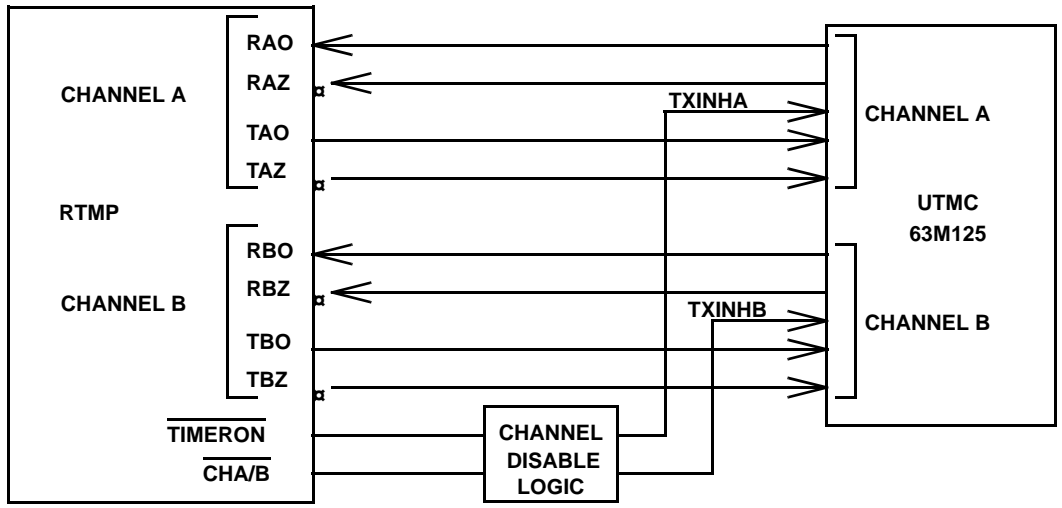 RAO
RAZ
CHANNEL A
TAO
TAZ
RTMP
RBO
RBZ
CHANNEL B
TBO
TBZ
TIMERON
CHA/B
TXINHA
TXINHB
CHANNEL
DISABLE
LOGIC
CHANNEL A
UTMC
63M125
CHANNEL B